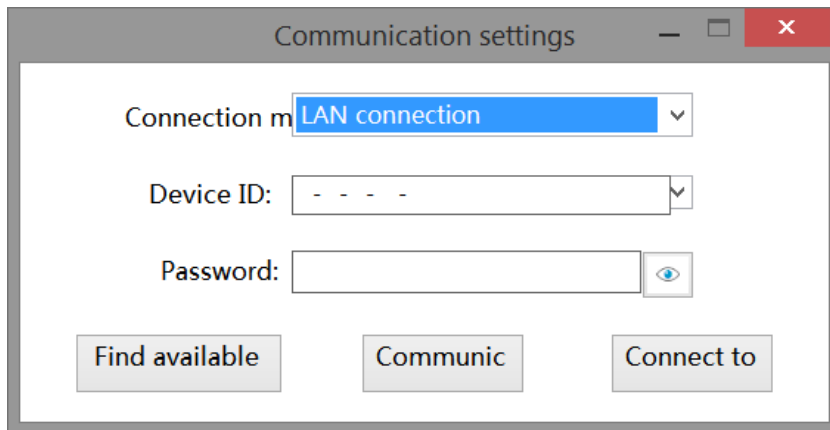 Communication settings
Connection m LAN connection
Device ID: - - - -
Password:
Find available Communic Connect to